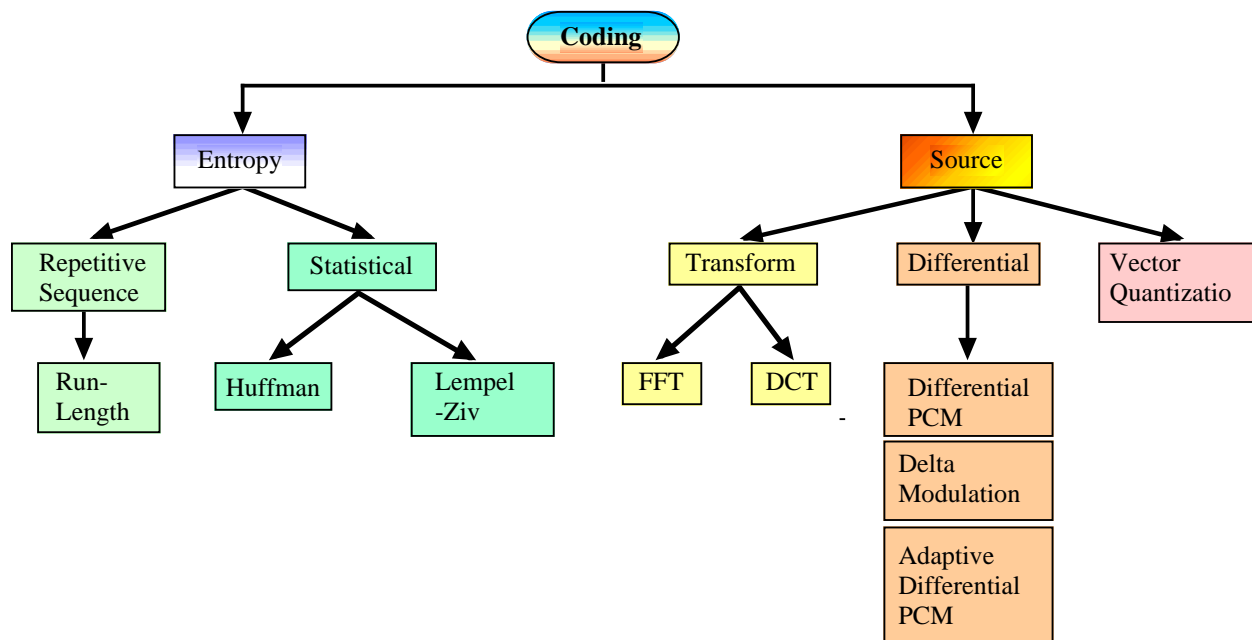 Coding
Entropy
Source
Repetitive
Sequence
Statistical
Transform
Differential
Vector
Quantizatio
Run-
Length
Huffman
Lempel
-Ziv
FFT
DCT
-
Differential
PCM
Delta
Modulation
Adaptive
Differential
PCM